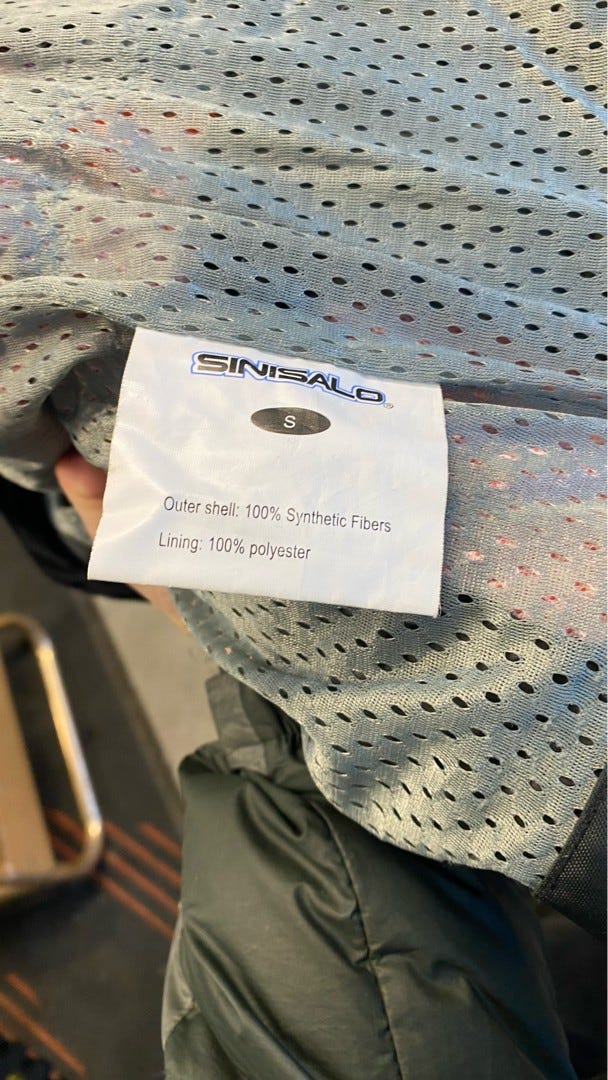 SINISALO®
S
Outer shell: 100% Synthetic Fibers
Lining: 100% polyester